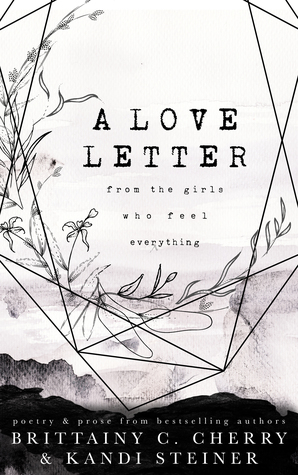 A LOVE
LETTER
from the girls
who feel
everything
poetry & prose from bestselling authors
BRITTAINY C. CHERRY
& KANDI STEINER